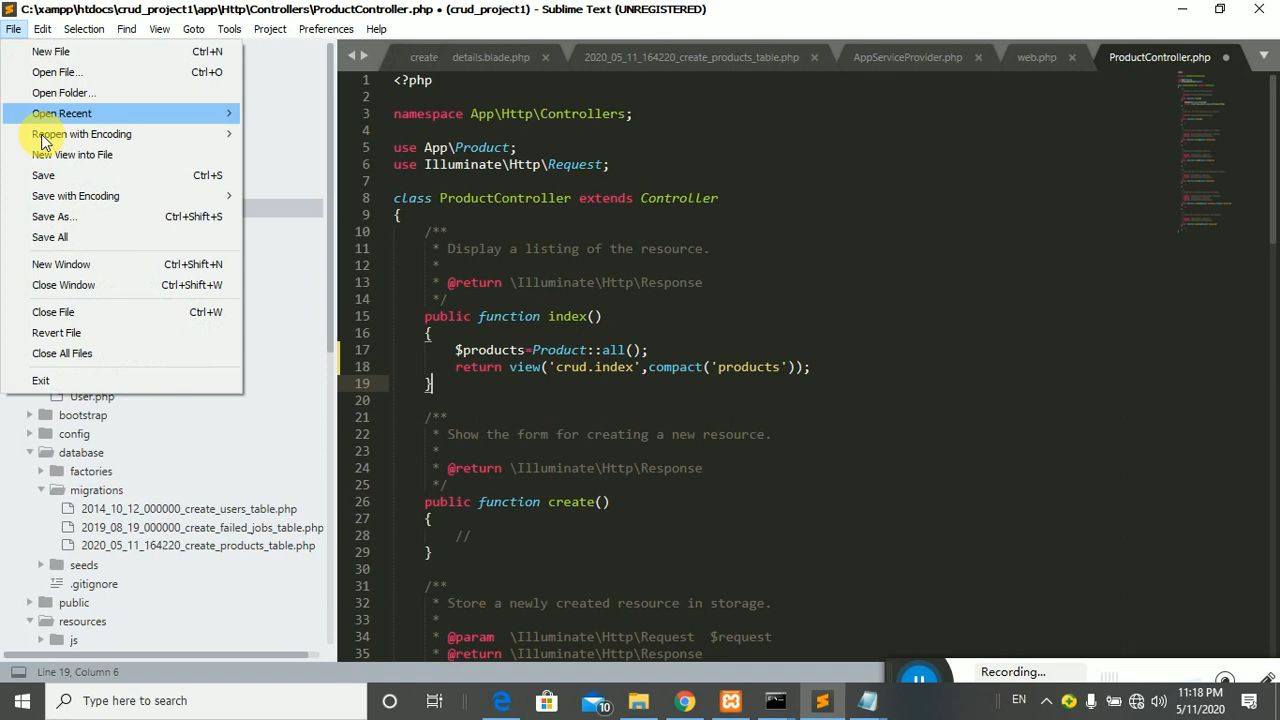 C:\xampp\htdocs\crud_project1\app\Http\Controllers\ProductController.php • (crud_project1) - Sublime Text (UNREGISTERED)
File Edit Selection Find View Goto Tools Project Preferences Help
New File Ctrl+N
Open File... Ctrl+O
Open Folder...
Open Recent
Reopen with Encoding
New View into File
Save Ctrl+S
Save with Encoding
Save As... Ctrl+Shift+S
Save All
New Window Ctrl+Shift+N
Close Window Ctrl+Shift+W
Close File Ctrl+W
Revert File
Close All Files
Exit
User.php
bootstrap
config
database
factories
migrations
2014_10_12_000000_create_users_table.php
2019_08_19_000000_create_failed_jobs_table.php
2020_05_11_164220_create_products_table.php
seeds
.gitignore
public
resources
js
create details.blade.php 2020_05_11_164220_create_products_table.php AppServiceProvider.php web.php ProductController.php
1 <?php
2
3 namespace App\Http\Controllers;
4
5 use App\Product;
6 use Illuminate\Http\Request;
7
8 class ProductController extends Controller
9 {
10 /**
11 * Display a listing of the resource.
12 *
13 * @return \Illuminate\Http\Response
14 */
15 public function index()
16 {
17 $products=Product::all();
18 return view('crud.index',compact('products'));
19 }
20
21 /**
22 * Show the form for creating a new resource.
23 *
24 * @return \Illuminate\Http\Response
25 */
26 public function create()
27 {
28 //
29 }
30
31 /**
32 * Store a newly created resource in storage.
33 *
34 * @param \Illuminate\Http\Request $request
35 * @return \Illuminate\Http\Response
Line 19, Column 6
Recording...
Type here to search
10
EN
11:18 PM
5/11/2020